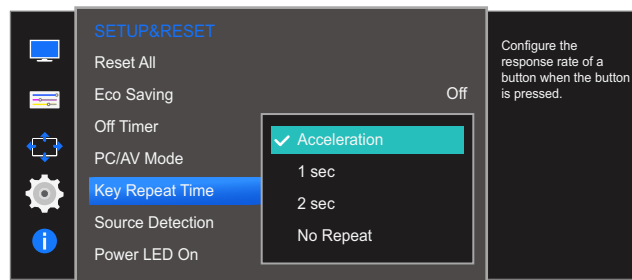 SETUP&RESET
Reset All
Eco Saving Off
Off Timer
PC/AV Mode
Key Repeat Time
Source Detection
Power LED On
Acceleration
1 sec
2 sec
No Repeat
Configure the
response rate of a
button when the button
is pressed.